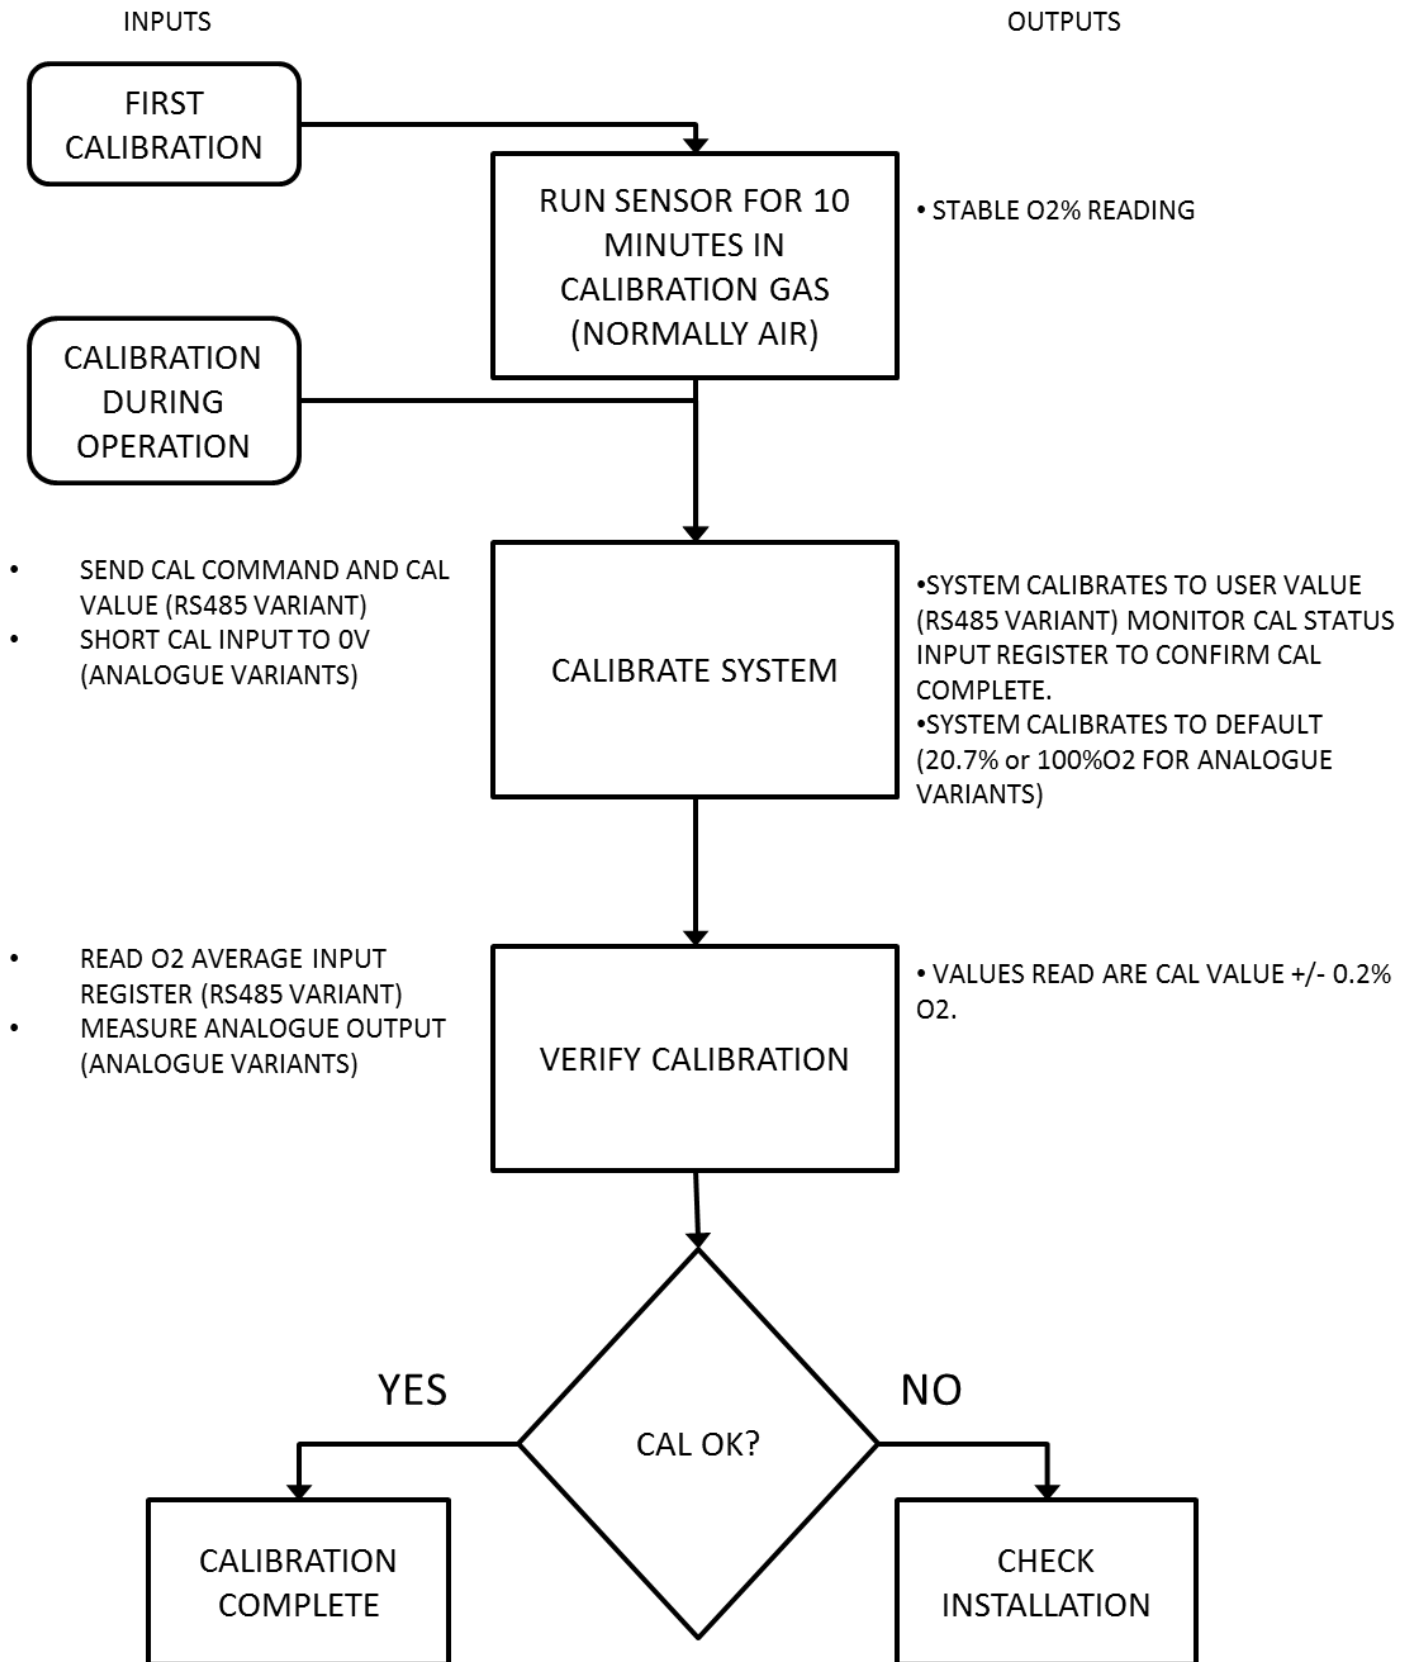 INPUTS
OUTPUTS
FIRST
CALIBRATION
RUN SENSOR FOR 10
MINUTES IN
CALIBRATION GAS
(NORMALLY AIR)
• STABLE O2% READING
CALIBRATION
DURING
OPERATION
• SEND CAL COMMAND AND CAL
VALUE (RS485 VARIANT)
• SHORT CAL INPUT TO 0V
(ANALOGUE VARIANTS)
CALIBRATE SYSTEM
•SYSTEM CALIBRATES TO USER VALUE
(RS485 VARIANT) MONITOR CAL STATUS
INPUT REGISTER TO CONFIRM CAL
COMPLETE.
•SYSTEM CALIBRATES TO DEFAULT
(20.7% or 100%O2 FOR ANALOGUE
VARIANTS)
• READ O2 AVERAGE INPUT
REGISTER (RS485 VARIANT)
• MEASURE ANALOGUE OUTPUT
(ANALOGUE VARIANTS)
VERIFY CALIBRATION
• VALUES READ ARE CAL VALUE +/- 0.2%
O2.
YES
NO
CAL OK?
CALIBRATION
COMPLETE
CHECK
INSTALLATION